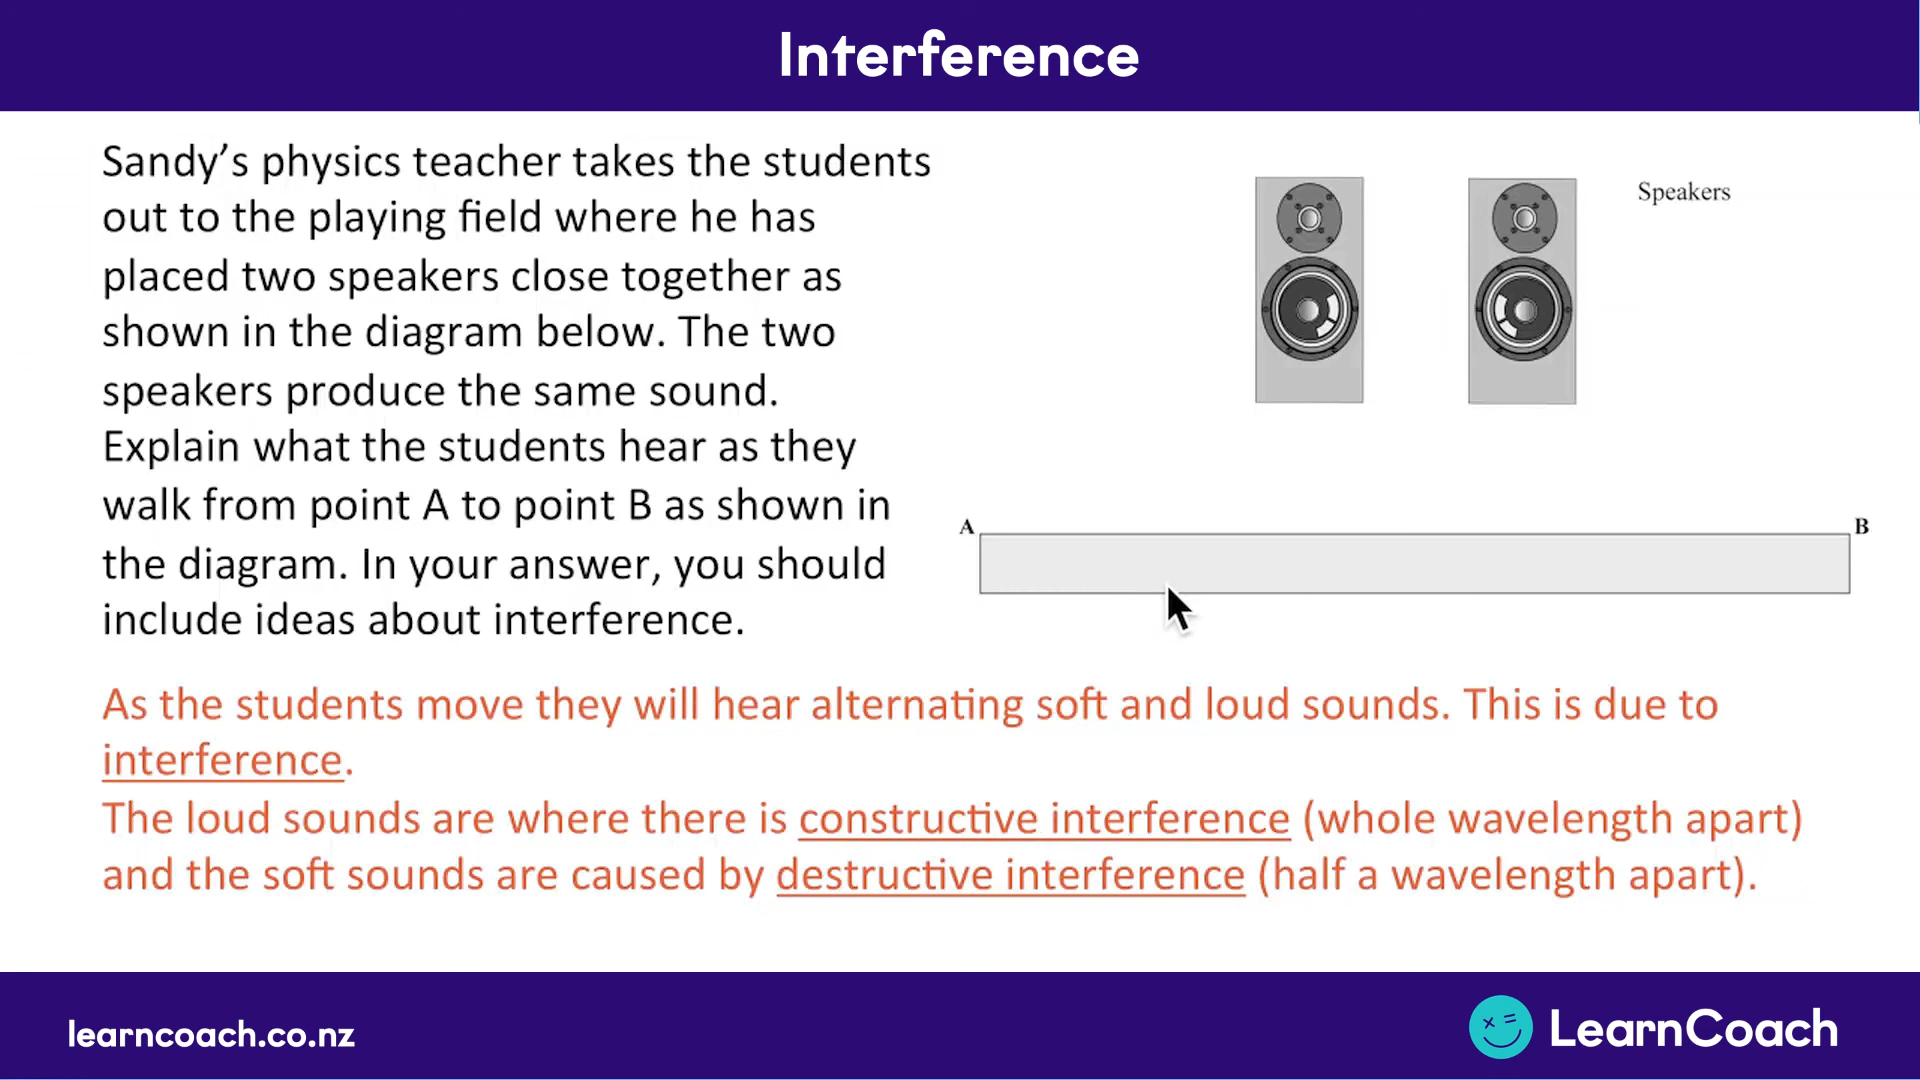 Interference
Sandy’s physics teacher takes the students
out to the playing field where he has
placed two speakers close together as
shown in the diagram below. The two
speakers produce the same sound.
Explain what the students hear as they
walk from point A to point B as shown in
the diagram. In your answer, you should
include ideas about interference.
Speakers
A
B
As the students move they will hear alternating soft and loud sounds. This is due to
interference.
The loud sounds are where there is constructive interference (whole wavelength apart)
and the soft sounds are caused by destructive interference (half a wavelength apart).
learncoach.co.nz
LearnCoach